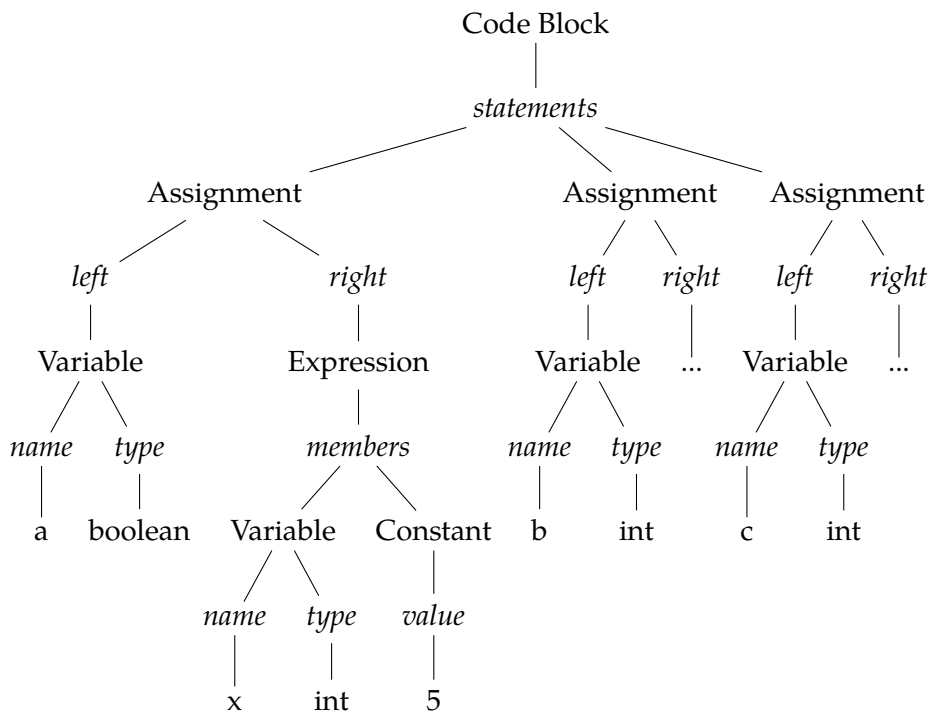 Code Block
statements
Assignment Assignment Assignment
left right left right left right
Variable Expression Variable ... Variable ...
name type members name type name type
a boolean Variable Constant b int c int
name type value
x int 5